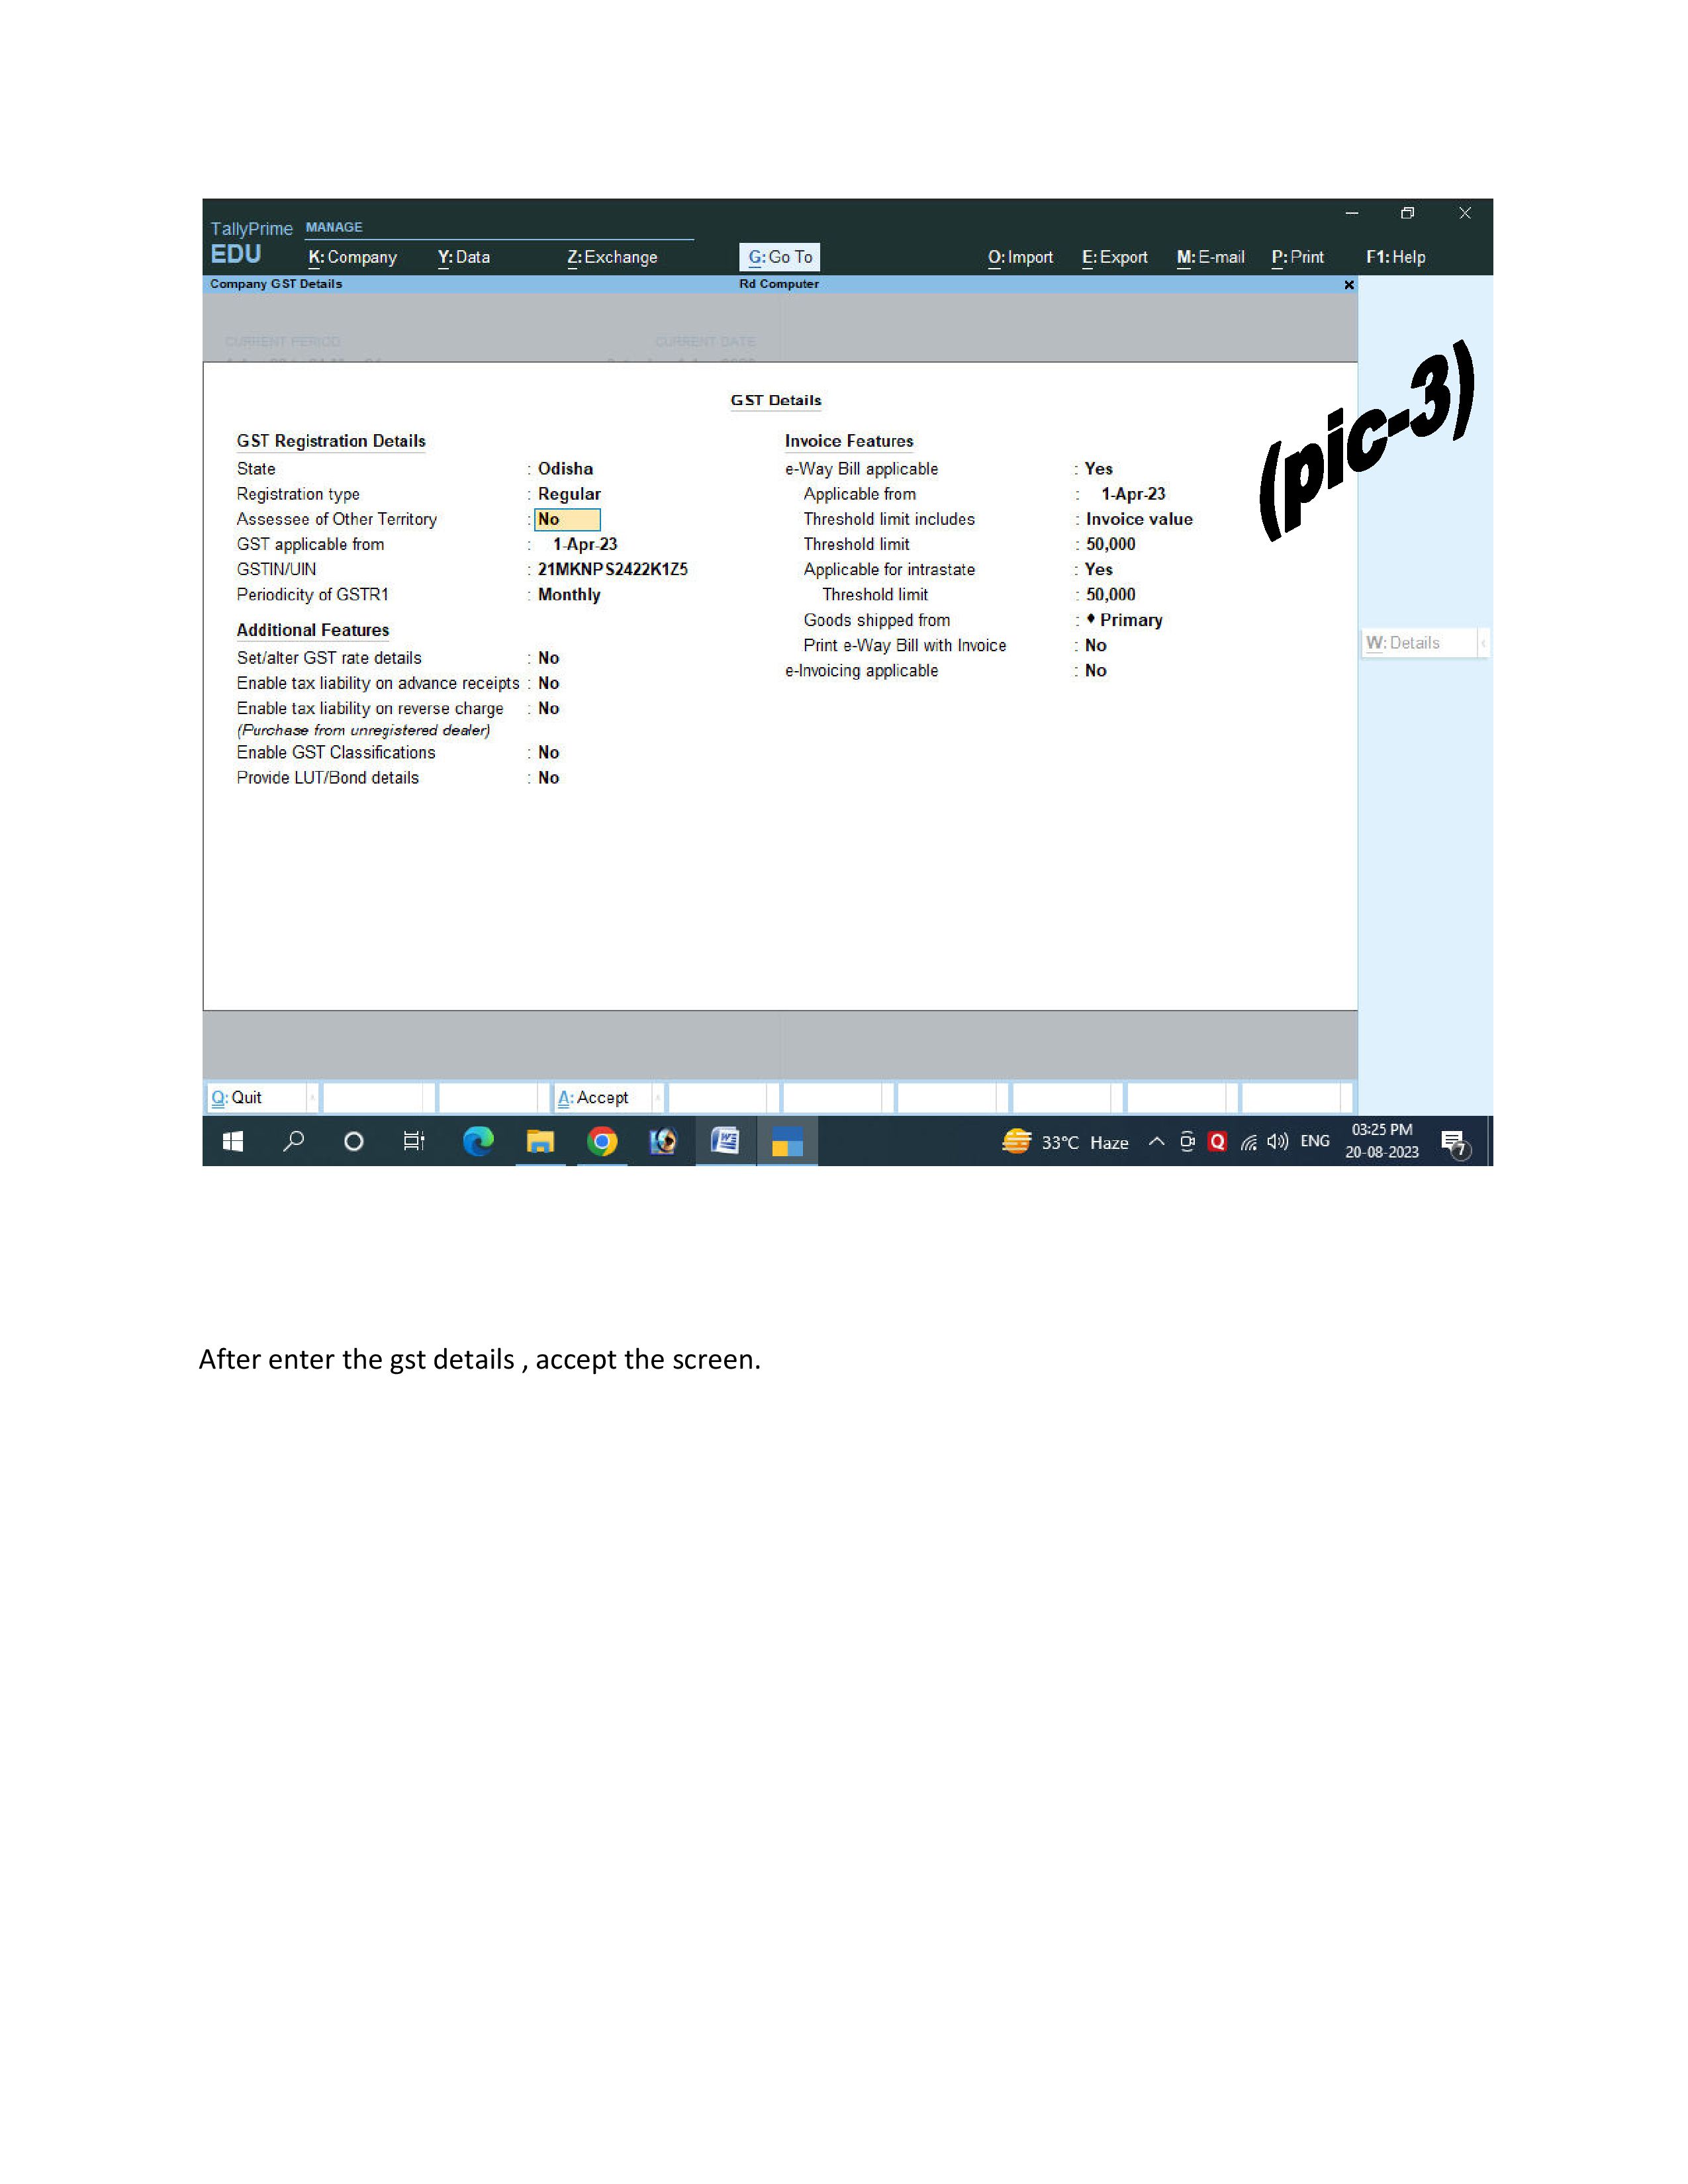 TallyPrime MANAGE
EDU K: Company Y: Data Z: Exchange G: Go To O: Import E: Export M: E-mail P: Print F1: Help
Company GST Details Rd Computer
CURRENT PERIOD CURRENT DATE
(pic-3)
GST Details
GST Registration Details
State : Odisha
Registration type : Regular
Assessee of Other Territory : No
GST applicable from : 1-Apr-23
GSTIN/UIN : 21MKNPS2422K1Z5
Periodicity of GSTR1 : Monthly
Additional Features
Set/alter GST rate details : No
Enable tax liability on advance receipts : No
Enable tax liability on reverse charge : No
(Purchase from unregistered dealer)
Enable GST Classifications : No
Provide LUT/Bond details : No
Invoice Features
e-Way Bill applicable : Yes
Applicable from : 1-Apr-23
Threshold limit includes : Invoice value
Threshold limit : 50,000
Applicable for intrastate : Yes
Threshold limit : 50,000
Goods shipped from : ♦ Primary
Print e-Way Bill with Invoice : No
e-Invoicing applicable : No
W: Details
Q: Quit A: Accept
33°C Haze ENG 03:25 PM
20-08-2023 7
After enter the gst details , accept the screen.